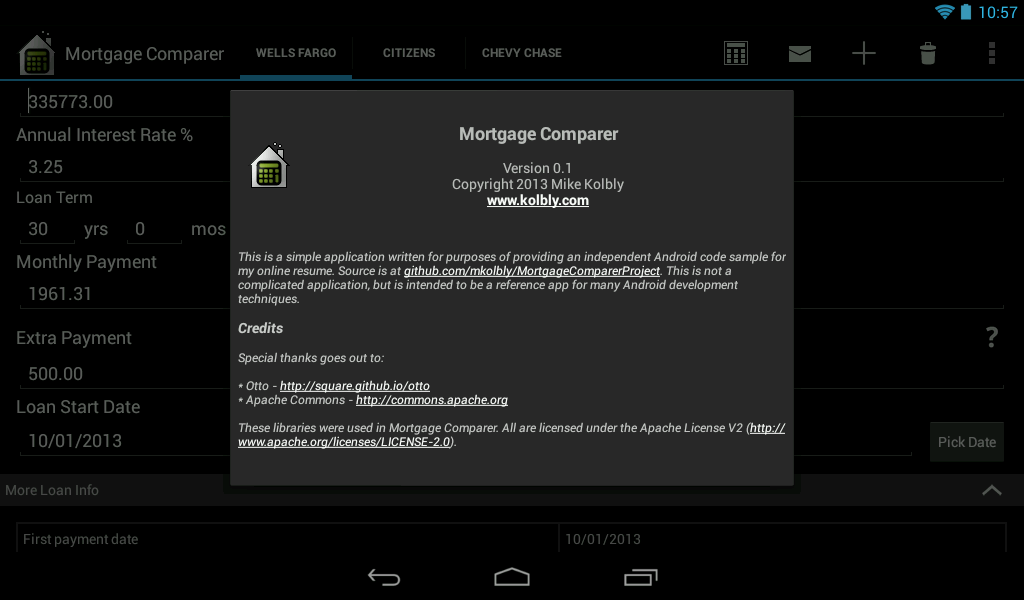 10:57
Mortgage Comparer
WELLS FARGO
CITIZENS
CHEVY CHASE
335773.00
Annual Interest Rate %
3.25
Loan Term
30 yrs 0 mos
Monthly Payment
1961.31
Extra Payment
?
500.00
Loan Start Date
10/01/2013
Pick Date
More Loan Info
First payment date
10/01/2013
Mortgage Comparer
Version 0.1
Copyright 2013 Mike Kolbly
www.kolbly.com
This is a simple application written for purposes of providing an independent Android code sample for
my online resume. Source is at github.com/mkolbly/MortgageComparerProject. This is not a
complicated application, but is intended to be a reference app for many Android development
techniques.
Credits
Special thanks goes out to:
* Otto - http://square.github.io/otto
* Apache Commons - http://commons.apache.org
These libraries were used in Mortgage Comparer. All are licensed under the Apache License V2 (http://
www.apache.org/licenses/LICENSE-2.0).